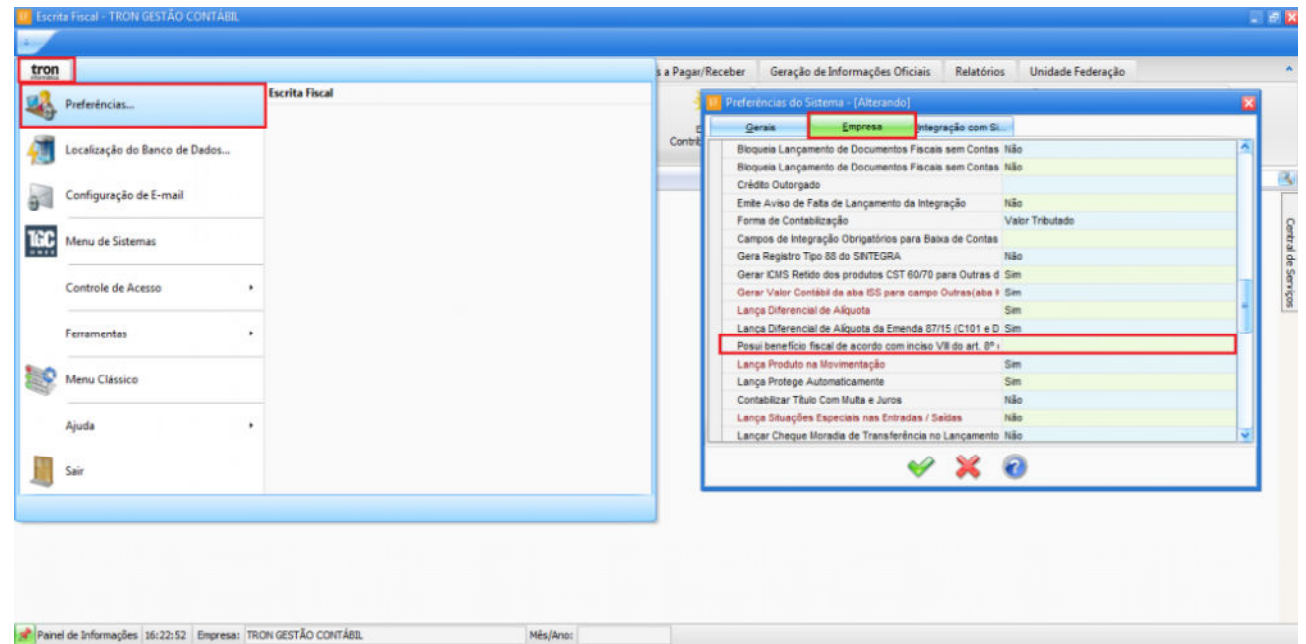 Escrita Fiscal - TRON GESTÃO CONTÁBIL
tron
informática
s a Pagar/Receber Geração de Informações Oficiais Relatórios Unidade Federação
Preferências...
Escrita Fiscal
Localização do Banco de Dados...
Configuração de E-mail
TGC
Menu de Sistemas
Controle de Acesso
Ferramentas
Menu Clássico
Ajuda
Sair
Contrib
Preferências do Sistema - [Alterando]
Gerais Empresa Integração com Si...
Bloqueia Lançamento de Documentos Fiscais sem Contas Não
Bloqueia Lançamento de Documentos Fiscais sem Contas Não
Crédito Outorgado
Emite Aviso de Falta de Lançamento da Integração Não
Forma de Contabilização Valor Tributado
Campos de Integração Obrigatórios para Baixa de Contas
Gera Registro Tipo 88 do SINTEGRA Não
Gerar ICMS Retido dos produtos CST 60/70 para Outras d Sim
Gerar Valor Contábil da aba ISS para campo Outras(aba Sim
Lança Diferencial de Alíquota Sim
Lança Diferencial de Alíquota da Emenda 87/15 (C101 e D Sim
Posui benefício fiscal de acordo com inciso VIII do art. 8º
Lança Produto na Movimentação Sim
Lança Protege Automaticamente Sim
Contabilizar Título Com Multa e Juros Não
Lança Situações Especiais nas Entradas / Saídas Não
Lançar Cheque Moradia de Transferência no Lançamento Não
Central de Serviços
Painel de Informações 16:22:52 Empresa: TRON GESTÃO CONTÁBIL Mês/Ano: